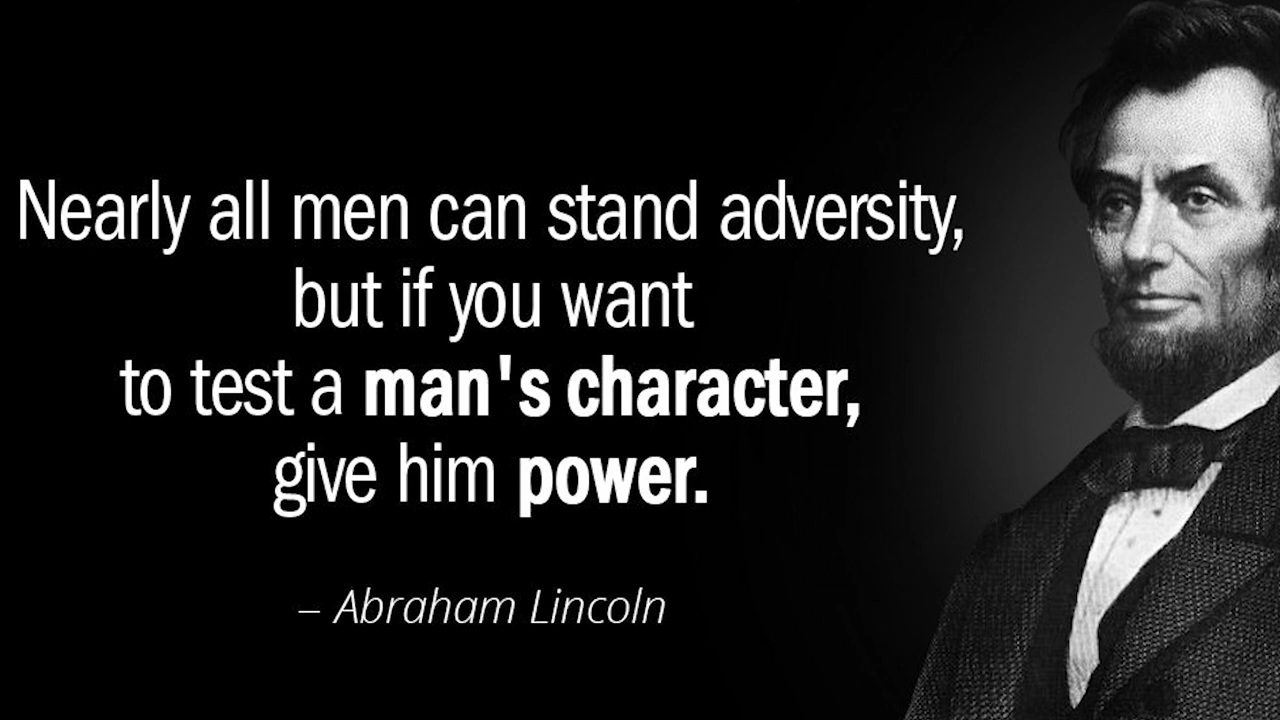 Nearly all men can stand adversity,
but if you want
to test a man's character,
give him power.
– Abraham Lincoln